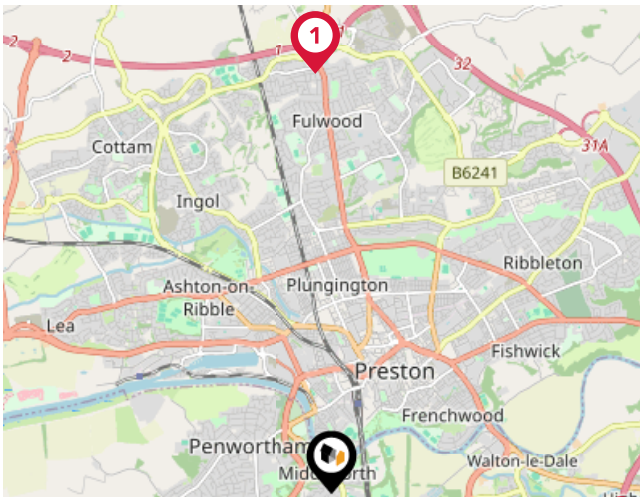 2
2
1
1
1
32
Fulwood
Cottam
31A
B6241
Ingol
Ribbleton
Ashton-on-
Ribble
Plungington
Lea
Fishwick
Preston
Frenchwood
Penwortham
Walton-le-Dale